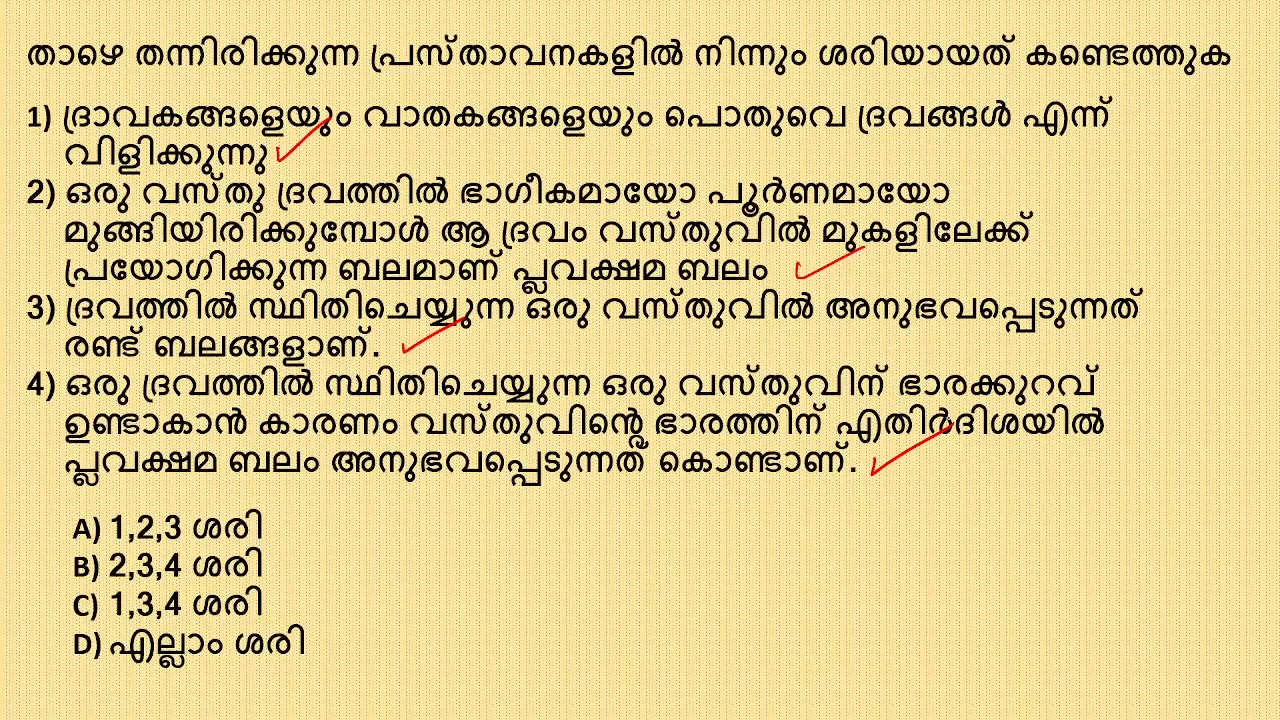 താഴെ തന്നിരിക്കുന്ന പ്രസ്താവനകളിൽ നിന്നും ശരിയായത് കണ്ടെത്തുക
1) ദ്രാവകങ്ങളെയും വാതകങ്ങളെയും പൊതുവെ ദ്രവങ്ങൾ എന്ന്
വിളിക്കുന്നു
2) ഒരു വസ്തു ദ്രവത്തിൽ ഭാഗീകമായോ പൂർണമായോ
മുങ്ങിയിരിക്കുമ്പോൾ ആ ദ്രവം വസ്തുവിൽ മുകളിലേക്ക്
പ്രയോഗിക്കുന്ന ബലമാണ് പ്ലവക്ഷമ ബലം
3) ദ്രവത്തിൽ സ്ഥിതിചെയ്യുന്ന ഒരു വസ്തുവിൽ അനുഭവപ്പെടുന്നത്
രണ്ട് ബലങ്ങളാണ്.
4) ഒരു ദ്രവത്തിൽ സ്ഥിതിചെയ്യുന്ന ഒരു വസ്തുവിന് ഭാരക്കുറവ്
ഉണ്ടാകാൻ കാരണം വസ്തുവിന്റെ ഭാരത്തിന് എതിർദിശയിൽ
പ്ലവക്ഷമ ബലം അനുഭവപ്പെടുന്നത് കൊണ്ടാണ്.
A) 1,2,3 ശരി
B) 2,3,4 ശരി
C) 1,3,4 ശരി
D) എല്ലാം ശരി